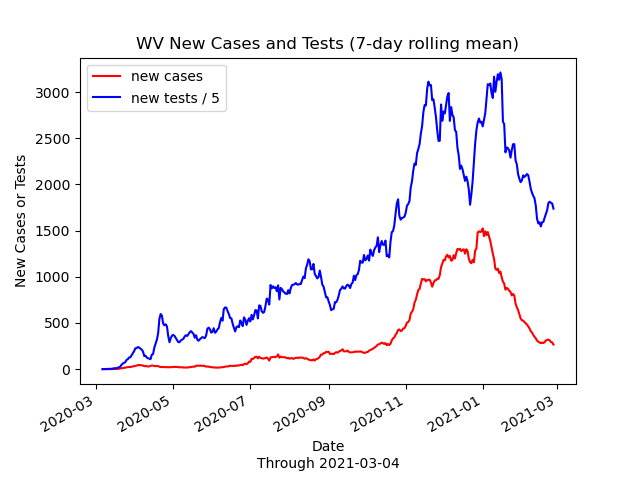 WV New Cases and Tests (7-day rolling mean)
new cases
new tests / 5
New Cases or Tests
3000
2500
2000
1500
1000
500
0
2020-03
2020-05
2020-07
2020-09
2020-11
2021-01
2021-03
Date
Through 2021-03-04